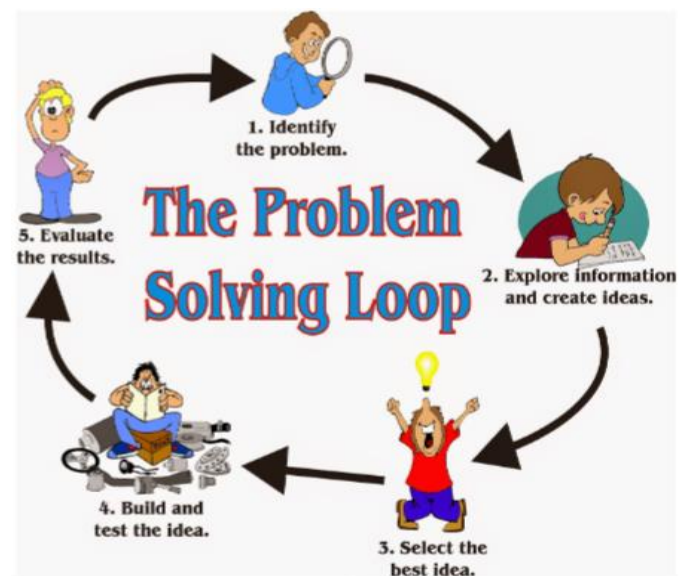 The Problem
Solving Loop
1. Identify
the problem.
2. Explore information
and create ideas.
3. Select the
best idea.
4. Build and
test the idea.
5. Evaluate
the results.